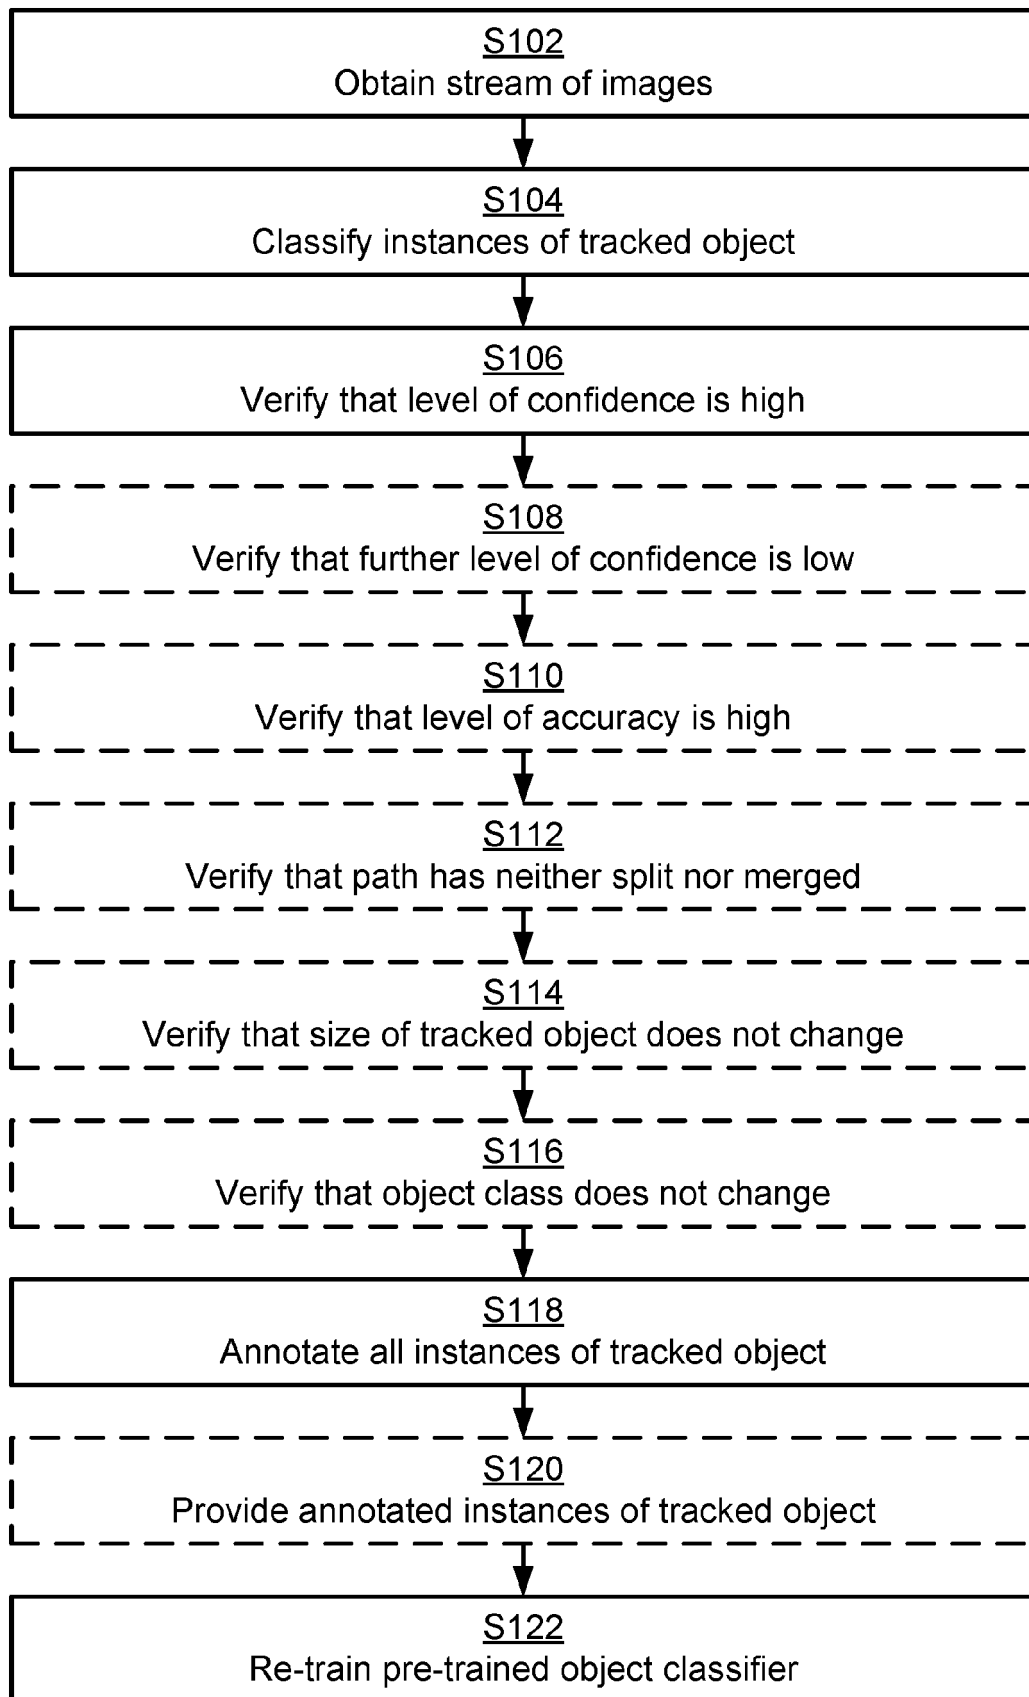 S102
Obtain stream of images
S104
Classify instances of tracked object
S106
Verify that level of confidence is high
S108
Verify that further level of confidence is low
S110
Verify that level of accuracy is high
S112
Verify that path has neither split nor merged
S114
Verify that size of tracked object does not change
S116
Verify that object class does not change
S118
Annotate all instances of tracked object
S120
Provide annotated instances of tracked object
S122
Re-train pre-trained object classifier